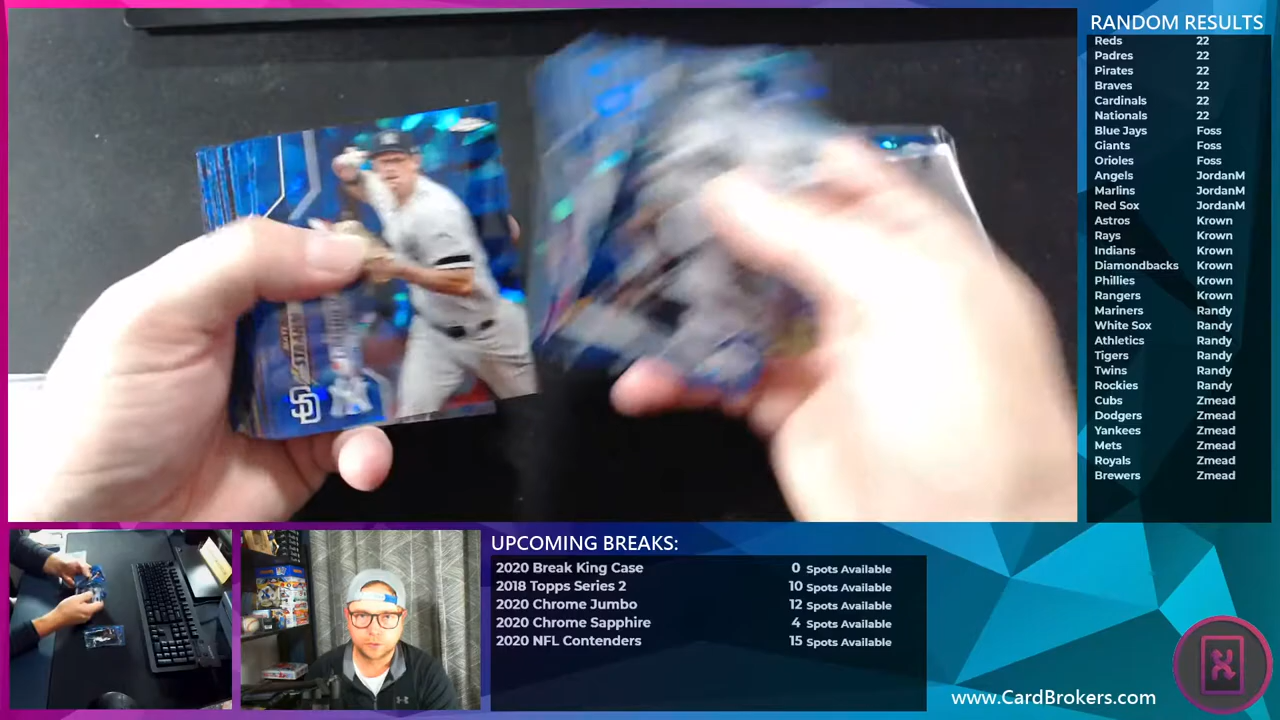 RANDOM RESULTS
Reds 22
Padres 22
Pirates 22
Braves 22
Cardinals 22
Nationals 22
Blue Jays Foss
Giants Foss
Orioles Foss
Angels JordanM
Marlins JordanM
Red Sox JordanM
Astros Krown
Rays Krown
Indians Krown
Diamondbacks Krown
Phillies Krown
Rangers Krown
Mariners Randy
White Sox Randy
Athletics Randy
Tigers Randy
Twins Randy
Rockies Randy
Cubs Zmead
Dodgers Zmead
Yankees Zmead
Mets Zmead
Royals Zmead
Brewers Zmead
SD
UPCOMING BREAKS:
2020 Break King Case 0 Spots Available
2018 Topps Series 2 10 Spots Available
2020 Chrome Jumbo 12 Spots Available
2020 Chrome Sapphire 4 Spots Available
2020 NFL Contenders 15 Spots Available
www.CardBrokers.com